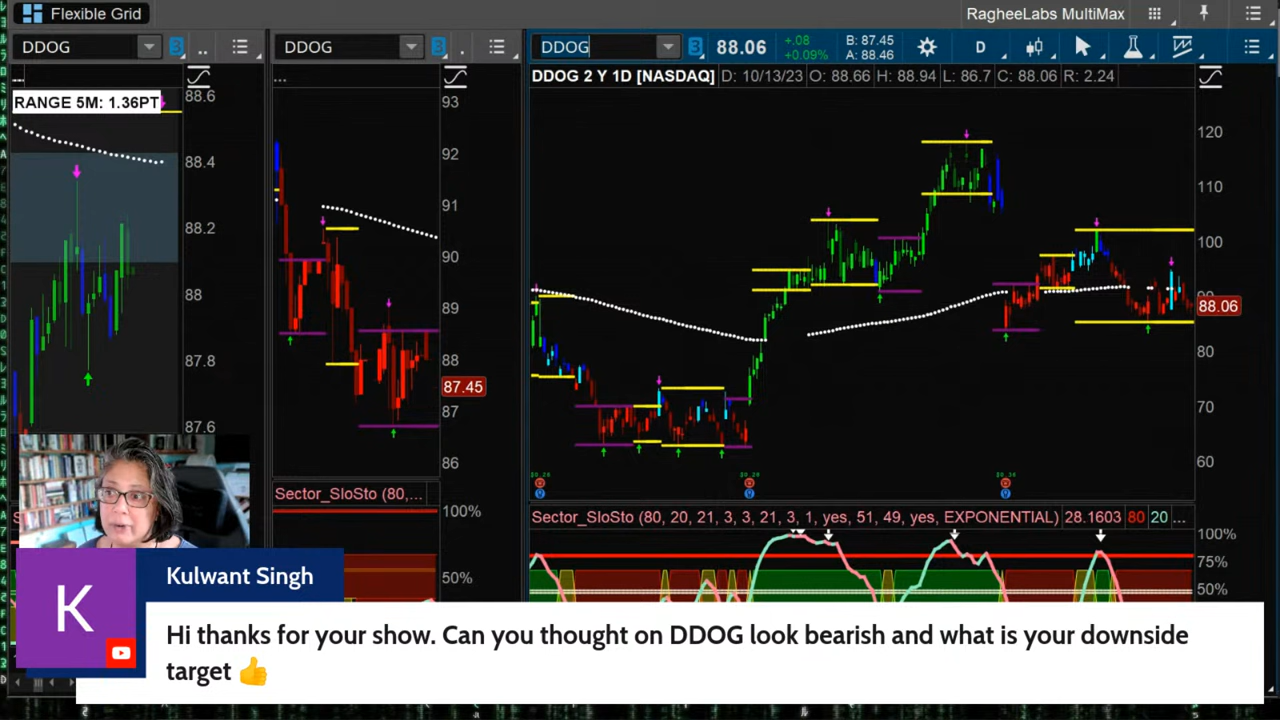 Flexible Grid
RagheeLabs MultiMax
DDOG
3
..
DDOG
3
.
DDOG
3
88.06
+.08
+0.09%
B: 87.45
A: 88.46
D
...
...
DDOG 2 Y 1D [NASDAQ]
D: 10/13/23
O: 88.66
H: 88.94
L: 86.7
C: 88.06
R: 2.24
RANGE 5M: 1.36PT
88.6
88.4
88.2
88
87.8
87.6
93
92
91
90
89
88
87.45
87
86
120
110
100
90
88.06
80
70
60
Sector_SloSto (80,...
100%
50%
Sector_SloSto (80, 20, 21, 3, 3, 21, 3, 1, yes, 51, 49, yes, EXPONENTIAL)
28.1603
80
20
...
100%
75%
50%
K
Kulwant Singh
Hi thanks for your show. Can you thought on DDOG look bearish and what is your downside
target 👍